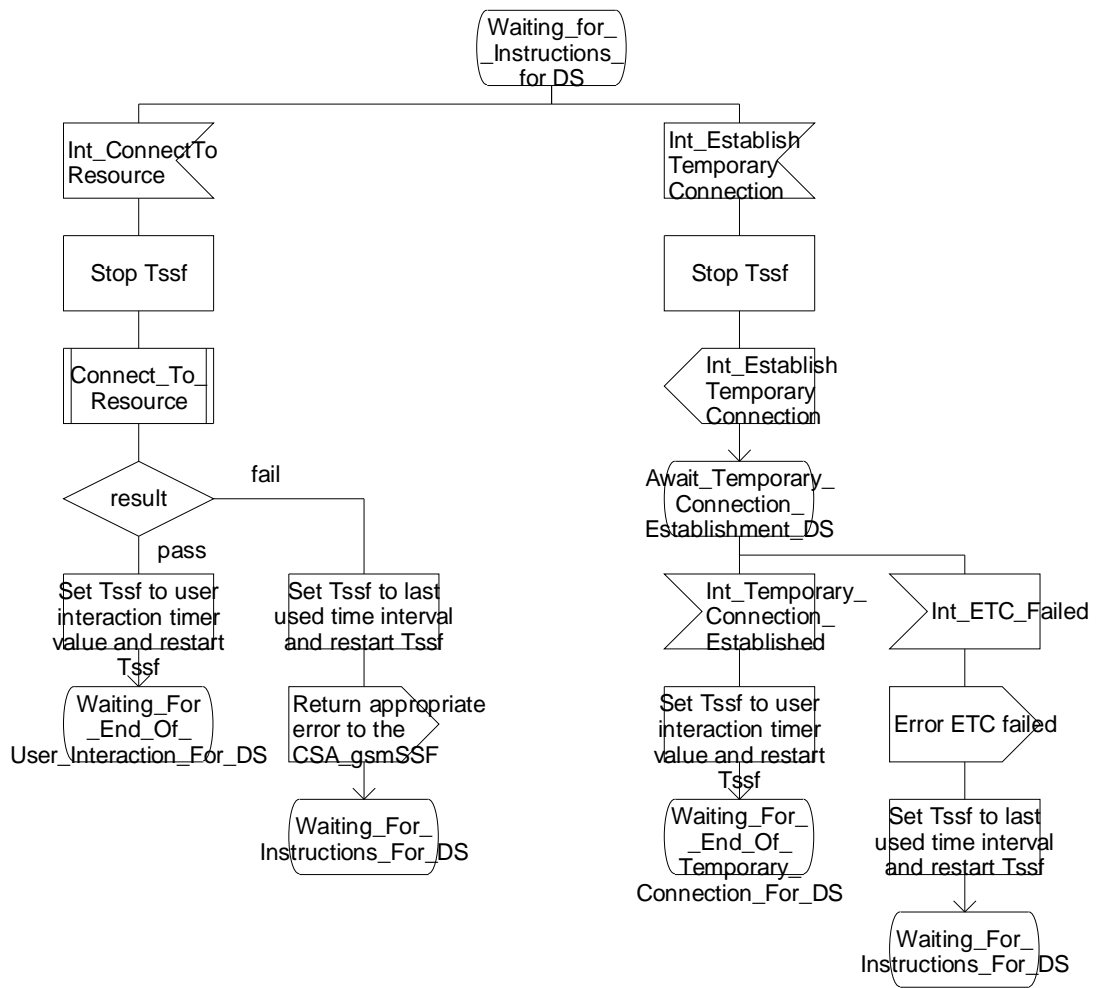 Waiting_for_
_Instructions_
for DS
Int_ConnectTo
Resource
Stop Tssf
Connect_To_
Resource
result
fail
pass
Set Tssf to user
interaction timer
value and restart
Tssf
Waiting_For
_End_Of_
User_Interaction_For_DS
Set Tssf to last
used time interval
and restart Tssf
Return appropriate
error to the
CSA_gsmSSF
Waiting_For_
Instructions_For_DS
Int_Establish
Temporary
Connection
Stop Tssf
Int_Establish
Temporary
Connection
Await_Temporary_
Connection_
Establishment_DS
Int_Temporary_
Connection_
Established
Set Tssf to user
interaction timer
value and restart
Tssf
Waiting_For_
_End_Of_
Temporary_
Connection_For_DS
Int_ETC_Failed
Error ETC failed
Set Tssf to last
used time interval
and restart Tssf
Waiting_For_
Instructions_For_DS